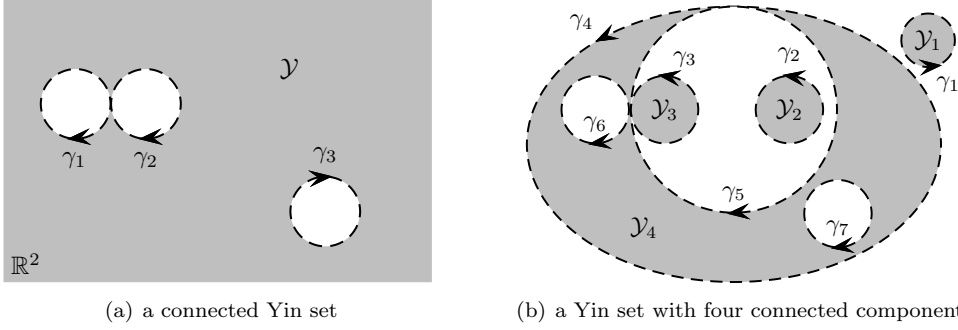 𝒴
γ₁ γ₂
γ₃
ℝ²
(a) a connected Yin set
γ₄
𝒴₁
γ₁
γ₃
γ₂
𝒴₃
𝒴₂
γ₆
γ₅
𝒴₄
γ₇
(b) a Yin set with four connected component